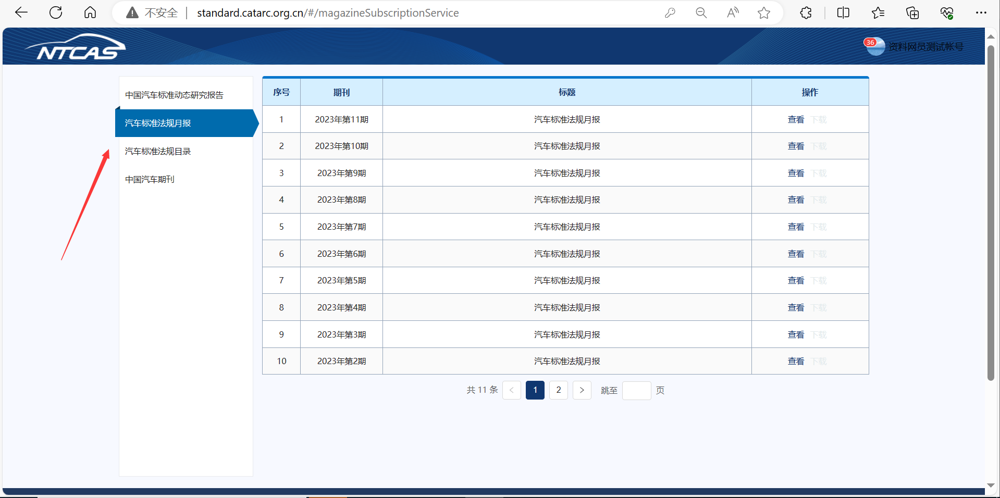 不安全 standard.catarc.org.cn/#/magazineSubscriptionService
NTCAS
36 资料网员测试帐号
中国汽车标准动态研究报告
汽车标准法规月报
汽车标准法规目录
中国汽车期刊
序号 期刊 标题 操作
1 2023年第11期 汽车标准法规月报 查看 下载
2 2023年第10期 汽车标准法规月报 查看 下载
3 2023年第9期 汽车标准法规月报 查看 下载
4 2023年第8期 汽车标准法规月报 查看 下载
5 2023年第7期 汽车标准法规月报 查看 下载
6 2023年第6期 汽车标准法规月报 查看 下载
7 2023年第5期 汽车标准法规月报 查看 下载
8 2023年第4期 汽车标准法规月报 查看 下载
9 2023年第3期 汽车标准法规月报 查看 下载
10 2023年第2期 汽车标准法规月报 查看 下载
共 11 条 < 1 2 > 跳至 页